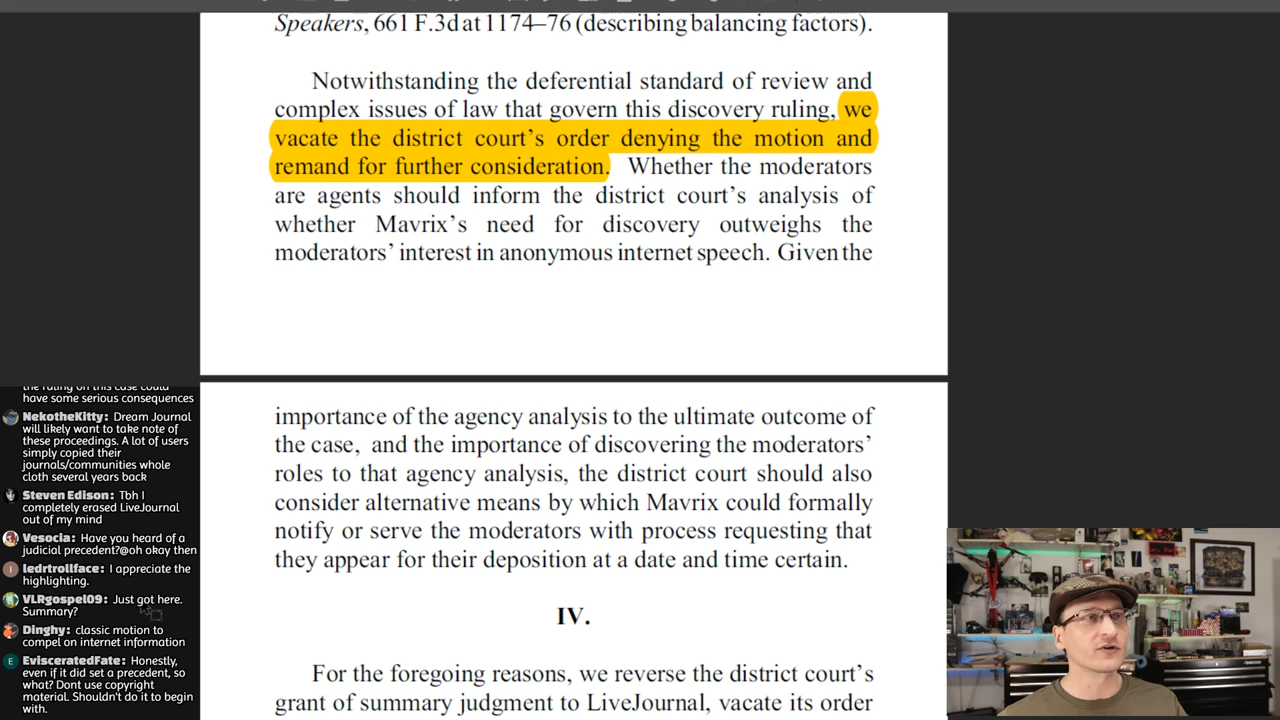 Speakers, 661 F.3d at 1174–76 (describing balancing factors).
Notwithstanding the deferential standard of review and
complex issues of law that govern this discovery ruling, we
vacate the district court’s order denying the motion and
remand for further consideration. Whether the moderators
are agents should inform the district court’s analysis of
whether Mavrix’s need for discovery outweighs the
moderators’ interest in anonymous internet speech. Given the
importance of the agency analysis to the ultimate outcome of
the case, and the importance of discovering the moderators’
roles to that agency analysis, the district court should also
consider alternative means by which Mavrix could formally
notify or serve the moderators with process requesting that
they appear for their deposition at a date and time certain.
IV.
For the foregoing reasons, we reverse the district court’s
grant of summary judgment to LiveJournal, vacate its order
the ruling on this case could
have some serious consequences
NekotheKitty: Dream Journal
will likely want to take note of
these proceedings. A lot of users
simply copied their
journals/communities whole
cloth several years back
Steven Edison: Tbh I
completely erased LiveJournal
out of my mind
Vesocia: Have you heard of a
judicial precedent?@oh okay then
ledrtrollface: I appreciate the
highlighting.
VLRgospel09: Just got here.
Summary?
Dinghy: classic motion to
compel on internet information
E
EvisceratedFate: Honestly,
even if it did set a precedent, so
what? Dont use copyright
material. Shouldn't do it to begin
with.